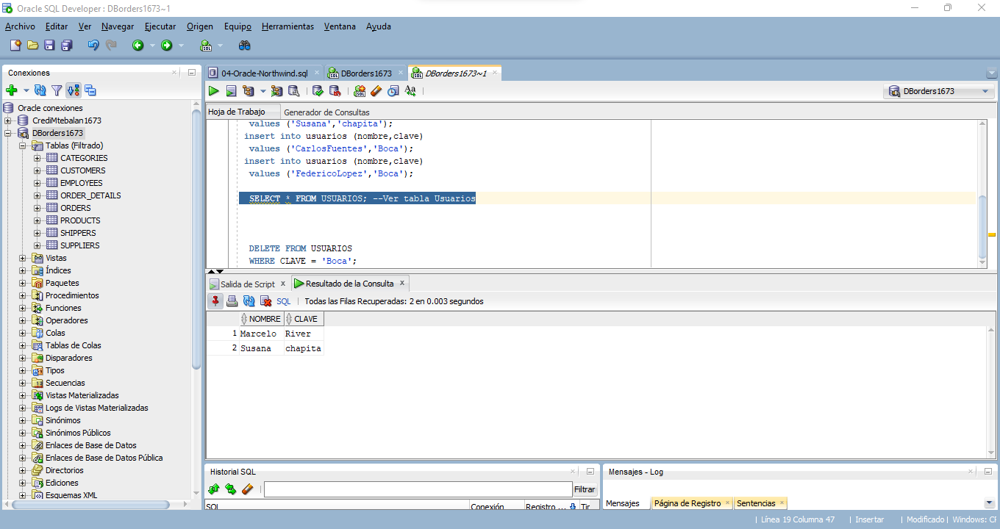 Oracle SQL Developer : DBorders1673~1
Archivo Editar Ver Navegar Ejecutar Origen Equipo Herramientas Ventana Ayuda
Conexiones
Oracle conexiones
CrediMtebalan1673
DBorders1673
Tablas (Filtrado)
CATEGORIES
CUSTOMERS
EMPLOYEES
ORDER_DETAILS
ORDERS
PRODUCTS
SHIPPERS
SUPPLIERS
Vistas
Índices
Paquetes
Procedimientos
Funciones
Operadores
Colas
Tablas de Colas
Disparadores
Tipos
Secuencias
Vistas Materializadas
Logs de Vistas Materializadas
Sinónimos
Sinónimos Públicos
Enlaces de Base de Datos
Enlaces de Base de Datos Pública
Directorios
Ediciones
Esquemas XML
04-Oracle-Northwind.sql DBorders1673 DBorders1673~1
DBorders1673
Hoja de Trabajo Generador de Consultas
values ('Susana','chapita');
insert into usuarios (nombre,clave)
values ('CarlosFuentes','Boca');
insert into usuarios (nombre,clave)
values ('FedericoLopez','Boca');
SELECT * FROM USUARIOS; --Ver tabla Usuarios
DELETE FROM USUARIOS
WHERE CLAVE = 'Boca';
Salida de Script x Resultado de la Consulta x
SQL | Todas las Filas Recuperadas: 2 en 0.003 segundos
NOMBRE CLAVE
1 Marcelo River
2 Susana chapita
Historial SQL
Filtrar
SQL Conexión Registro ... Tir
Mensajes - Log
Mensajes Página de Registro Sentencias
| Línea 19 Columna 47 | Insertar | Modificado | Windows: CF